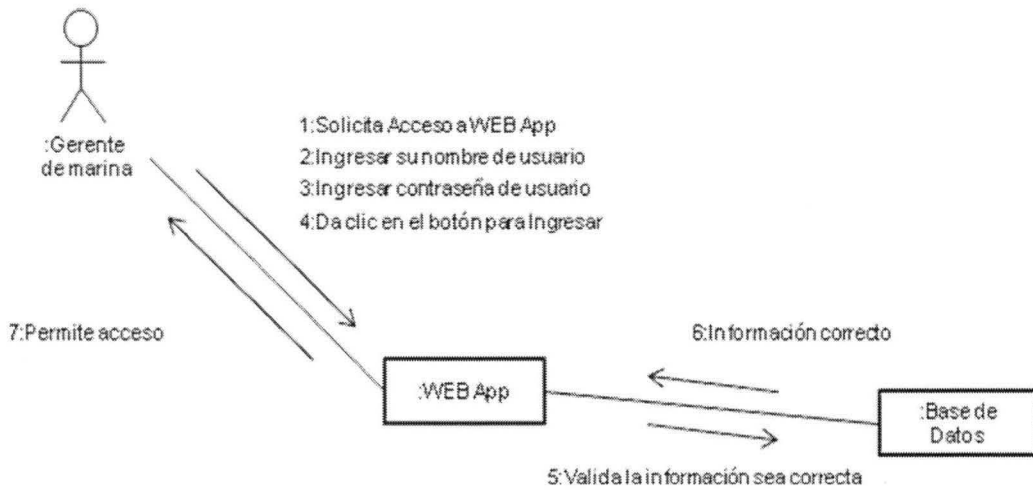 :Gerente
de marina
1:Solicita Acceso a WEB App
2:Ingresar su nombre de usuario
3:Ingresar contraseña de usuario
4:Da clic en el botón para Ingresar
7:Permite acceso
6:Información correcto
:WEB App
:Base de
Datos
5:Valida la información sea correcta